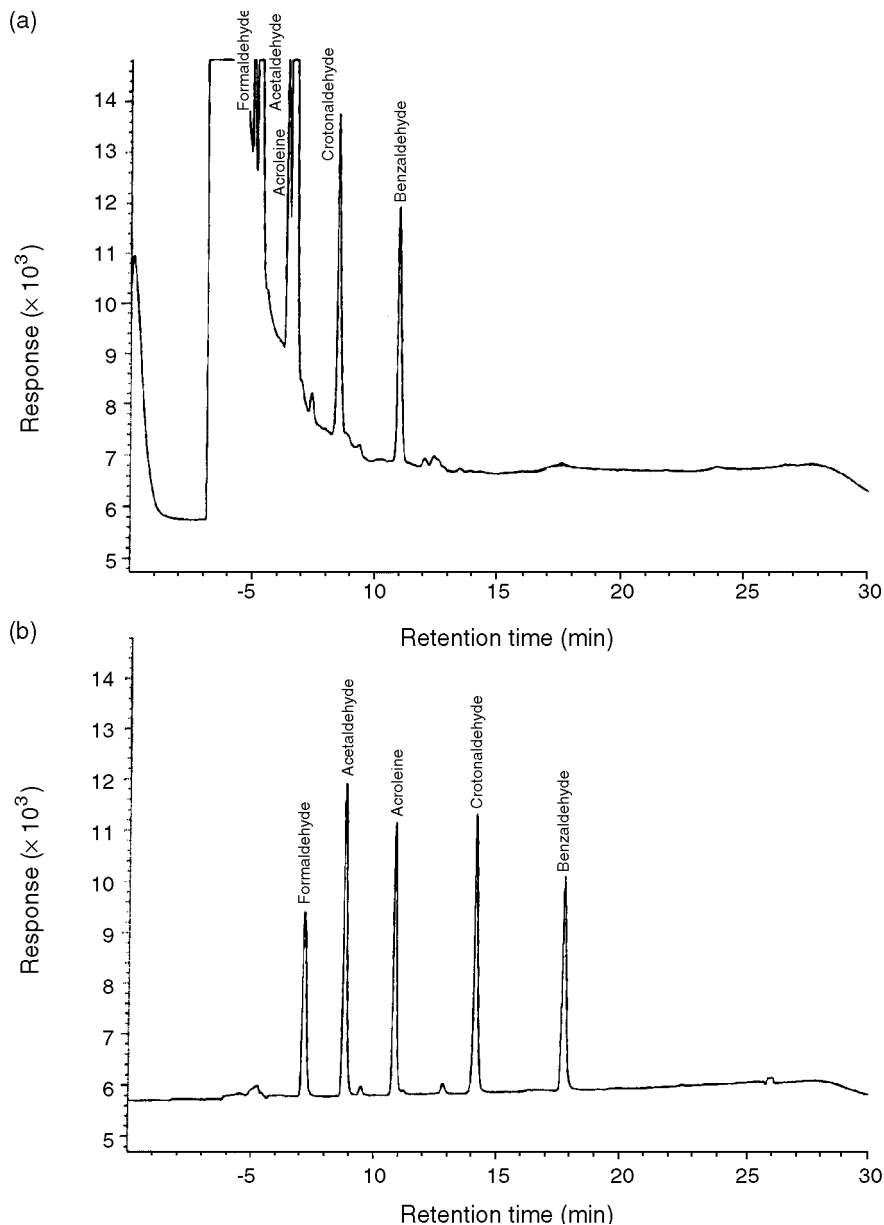 (a)
Formaldehyde
Acetaldehyde
Acroleine
Crotonaldehyde
Benzaldehyde
14
13
12
11
10
9
8
7
6
5
Response (× 10³)
-5 10 15 20 25 30
Retention time (min)
(b)
Formaldehyde
Acetaldehyde
Acroleine
Crotonaldehyde
Benzaldehyde
14
13
12
11
10
9
8
7
6
5
Response (× 10³)
-5 10 15 20 25 30
Retention time (min)